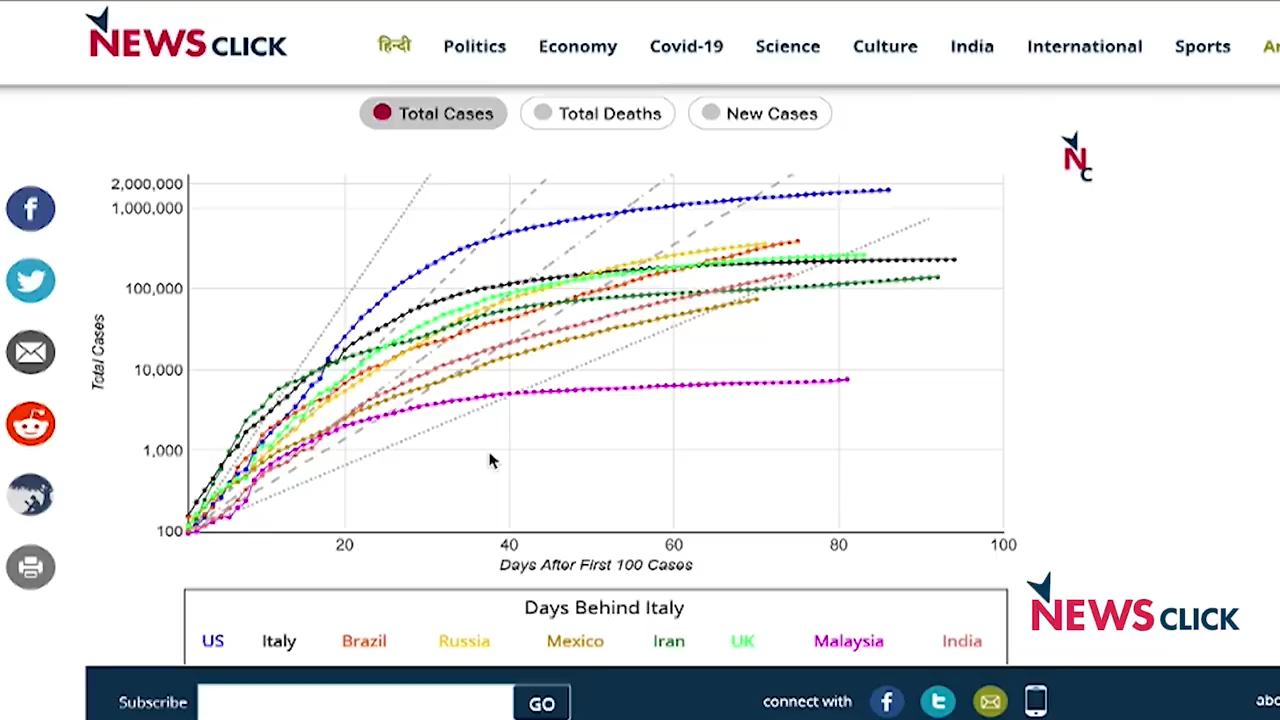 NEWS CLICK
हिन्दी Politics Economy Covid-19 Science Culture India International Sports
Total Cases Total Deaths New Cases
N
C
2,000,000
1,000,000
100,000
10,000
1,000
100
Total Cases
20 40 60 80 100
Days After First 100 Cases
Days Behind Italy
US Italy Brazil Russia Mexico Iran UK Malaysia India
NEWS CLICK
Subscribe GO connect with